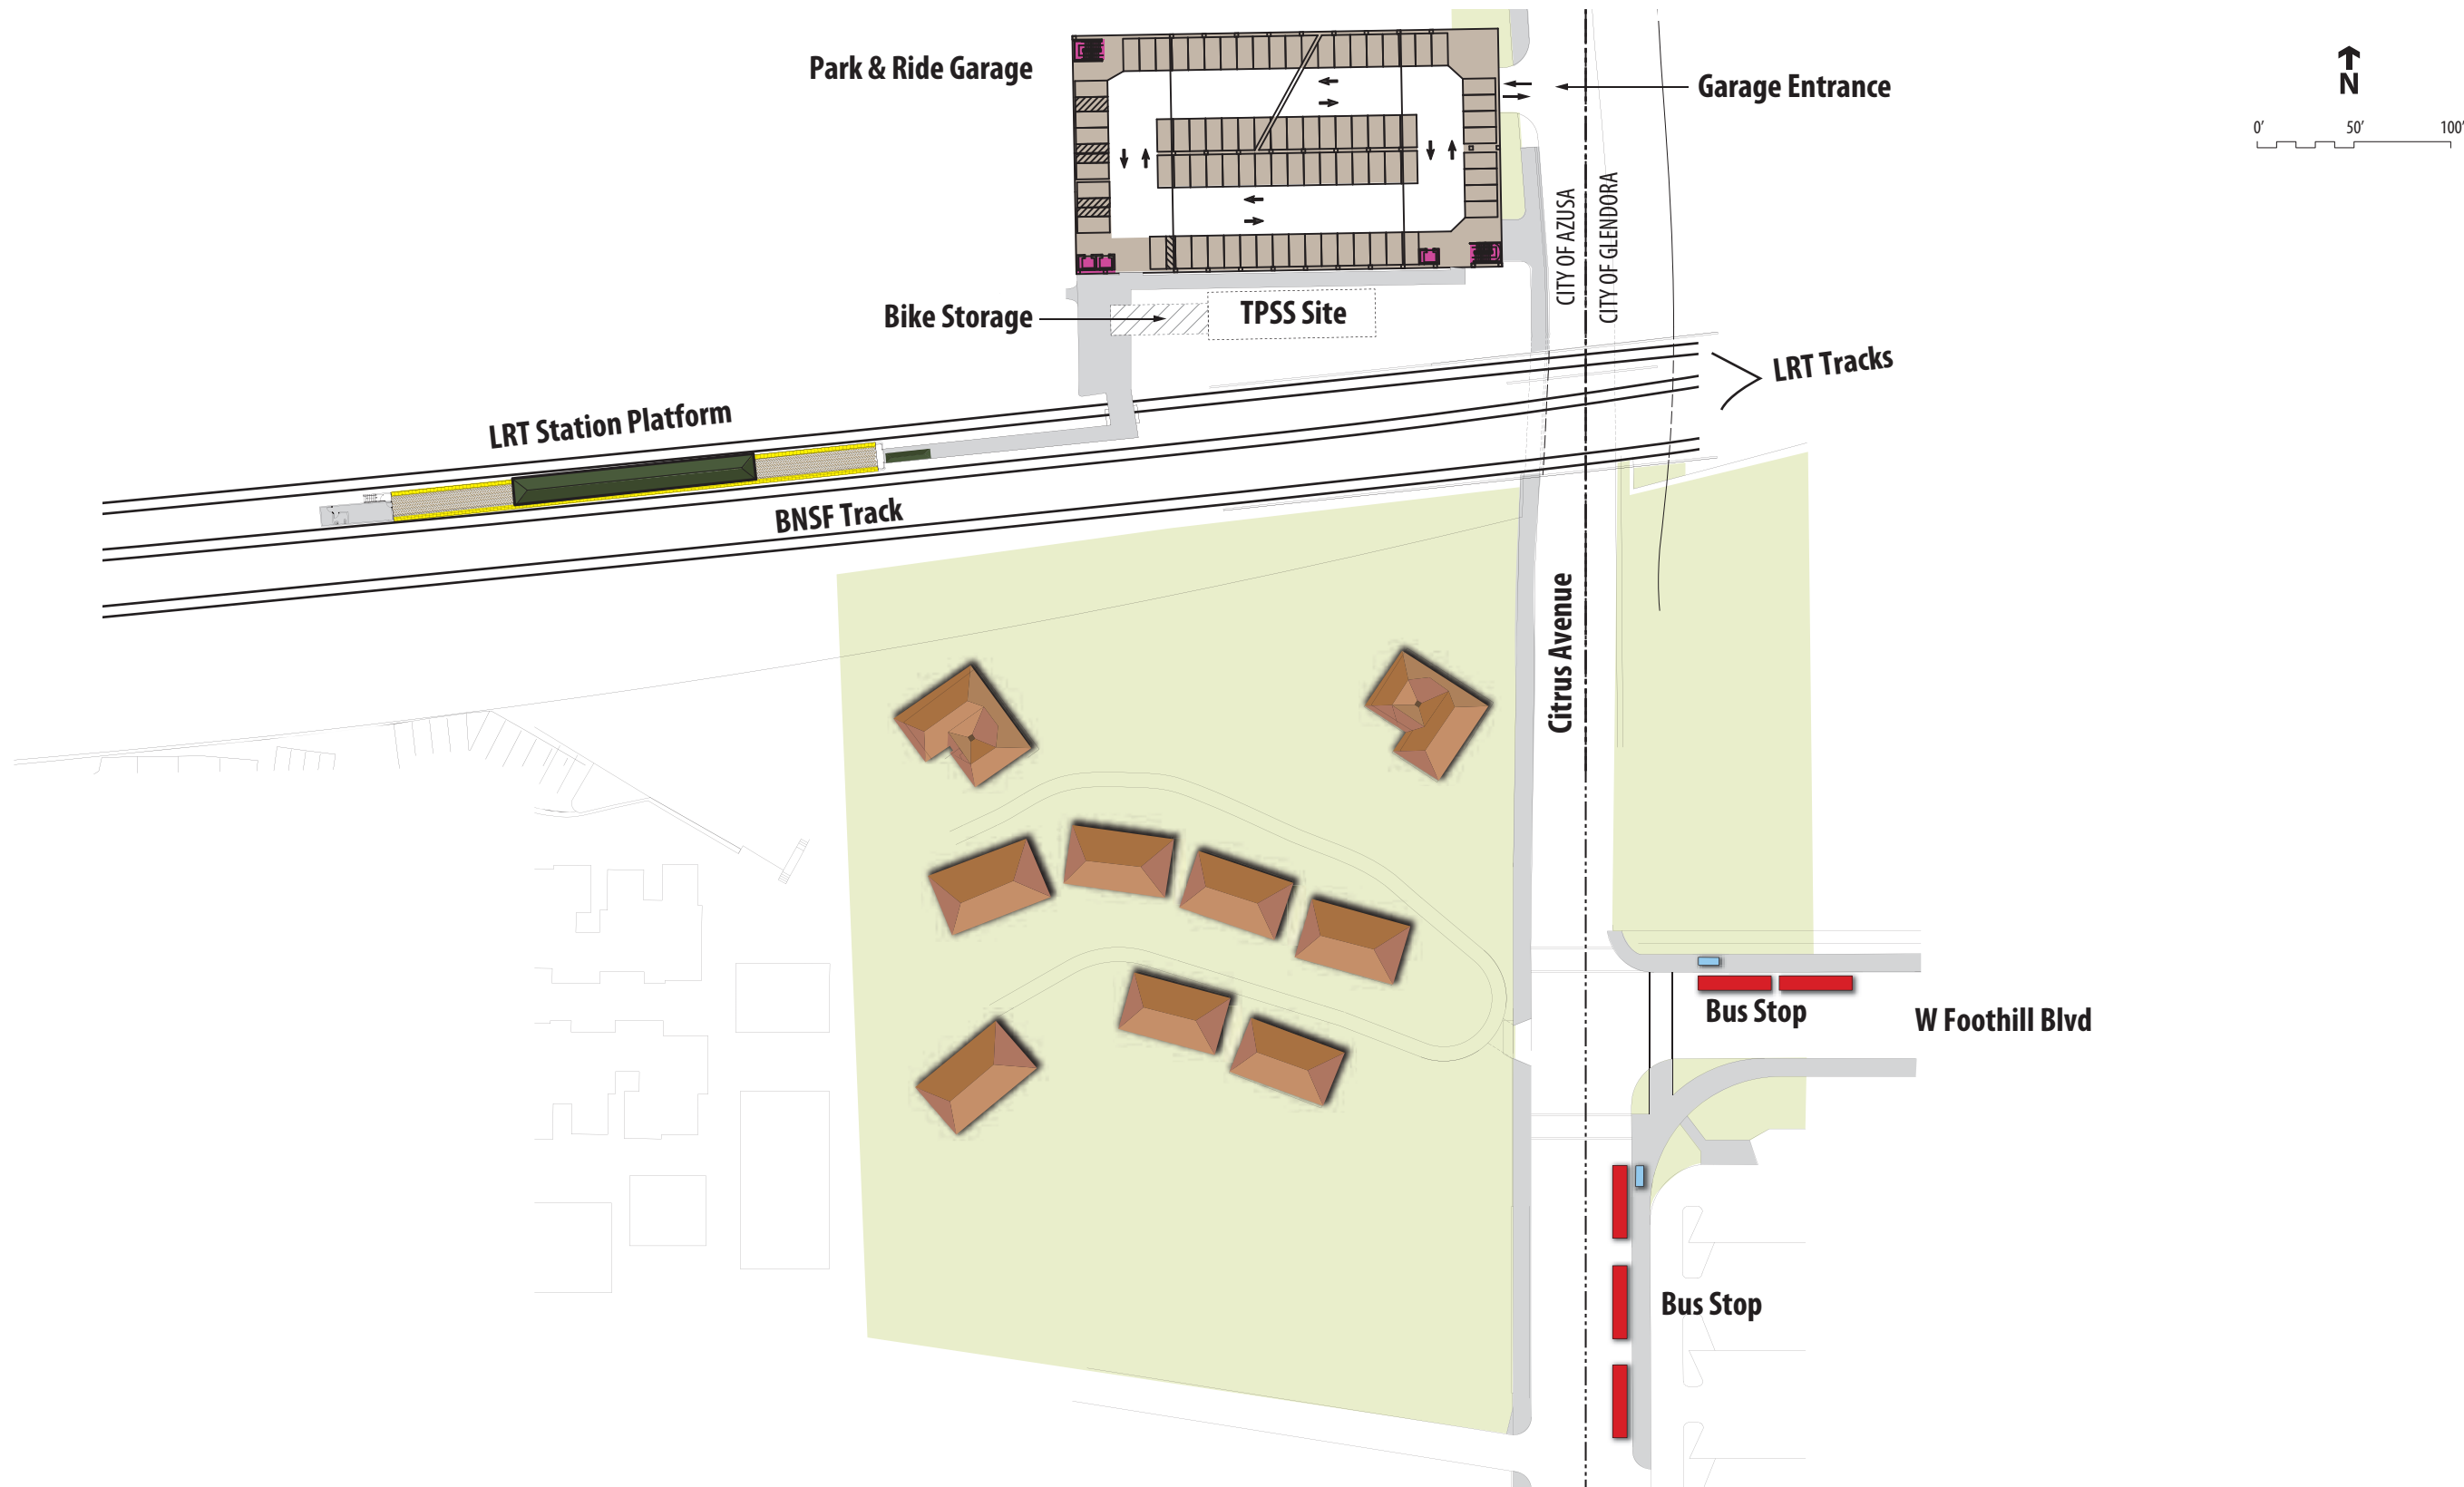 Park & Ride Garage
Garage Entrance
N
0'
50'
100'
CITY OF AZUSA
CITY OF GLENDORA
Bike Storage
TPSS Site
LRT Tracks
LRT Station Platform
BNSF Track
Citrus Avenue
Bus Stop
W Foothill Blvd
Bus Stop